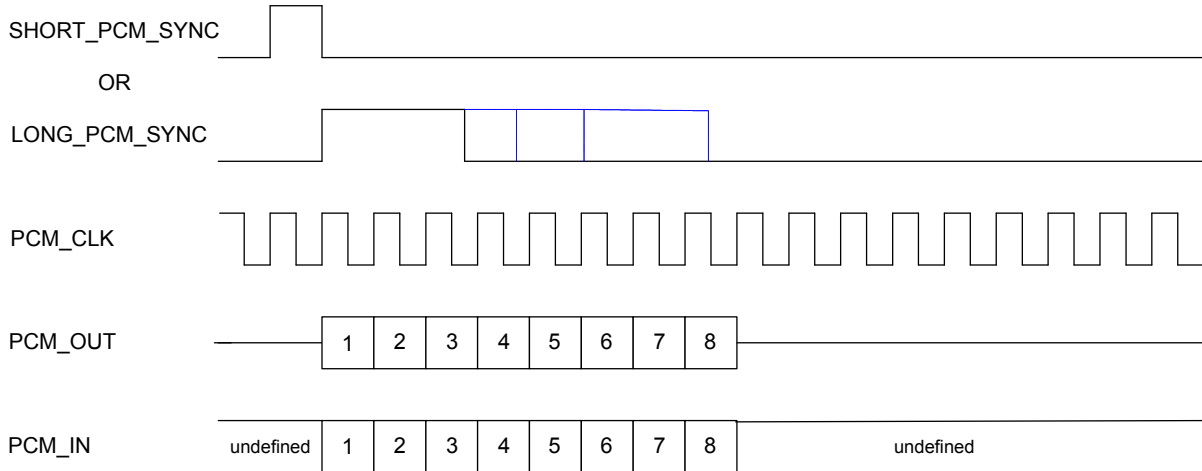 SHORT_PCM_SYNC
OR
LONG_PCM_SYNC
PCM_CLK
PCM_OUT 1 2 3 4 5 6 7 8
PCM_IN undefined 1 2 3 4 5 6 7 8 undefined